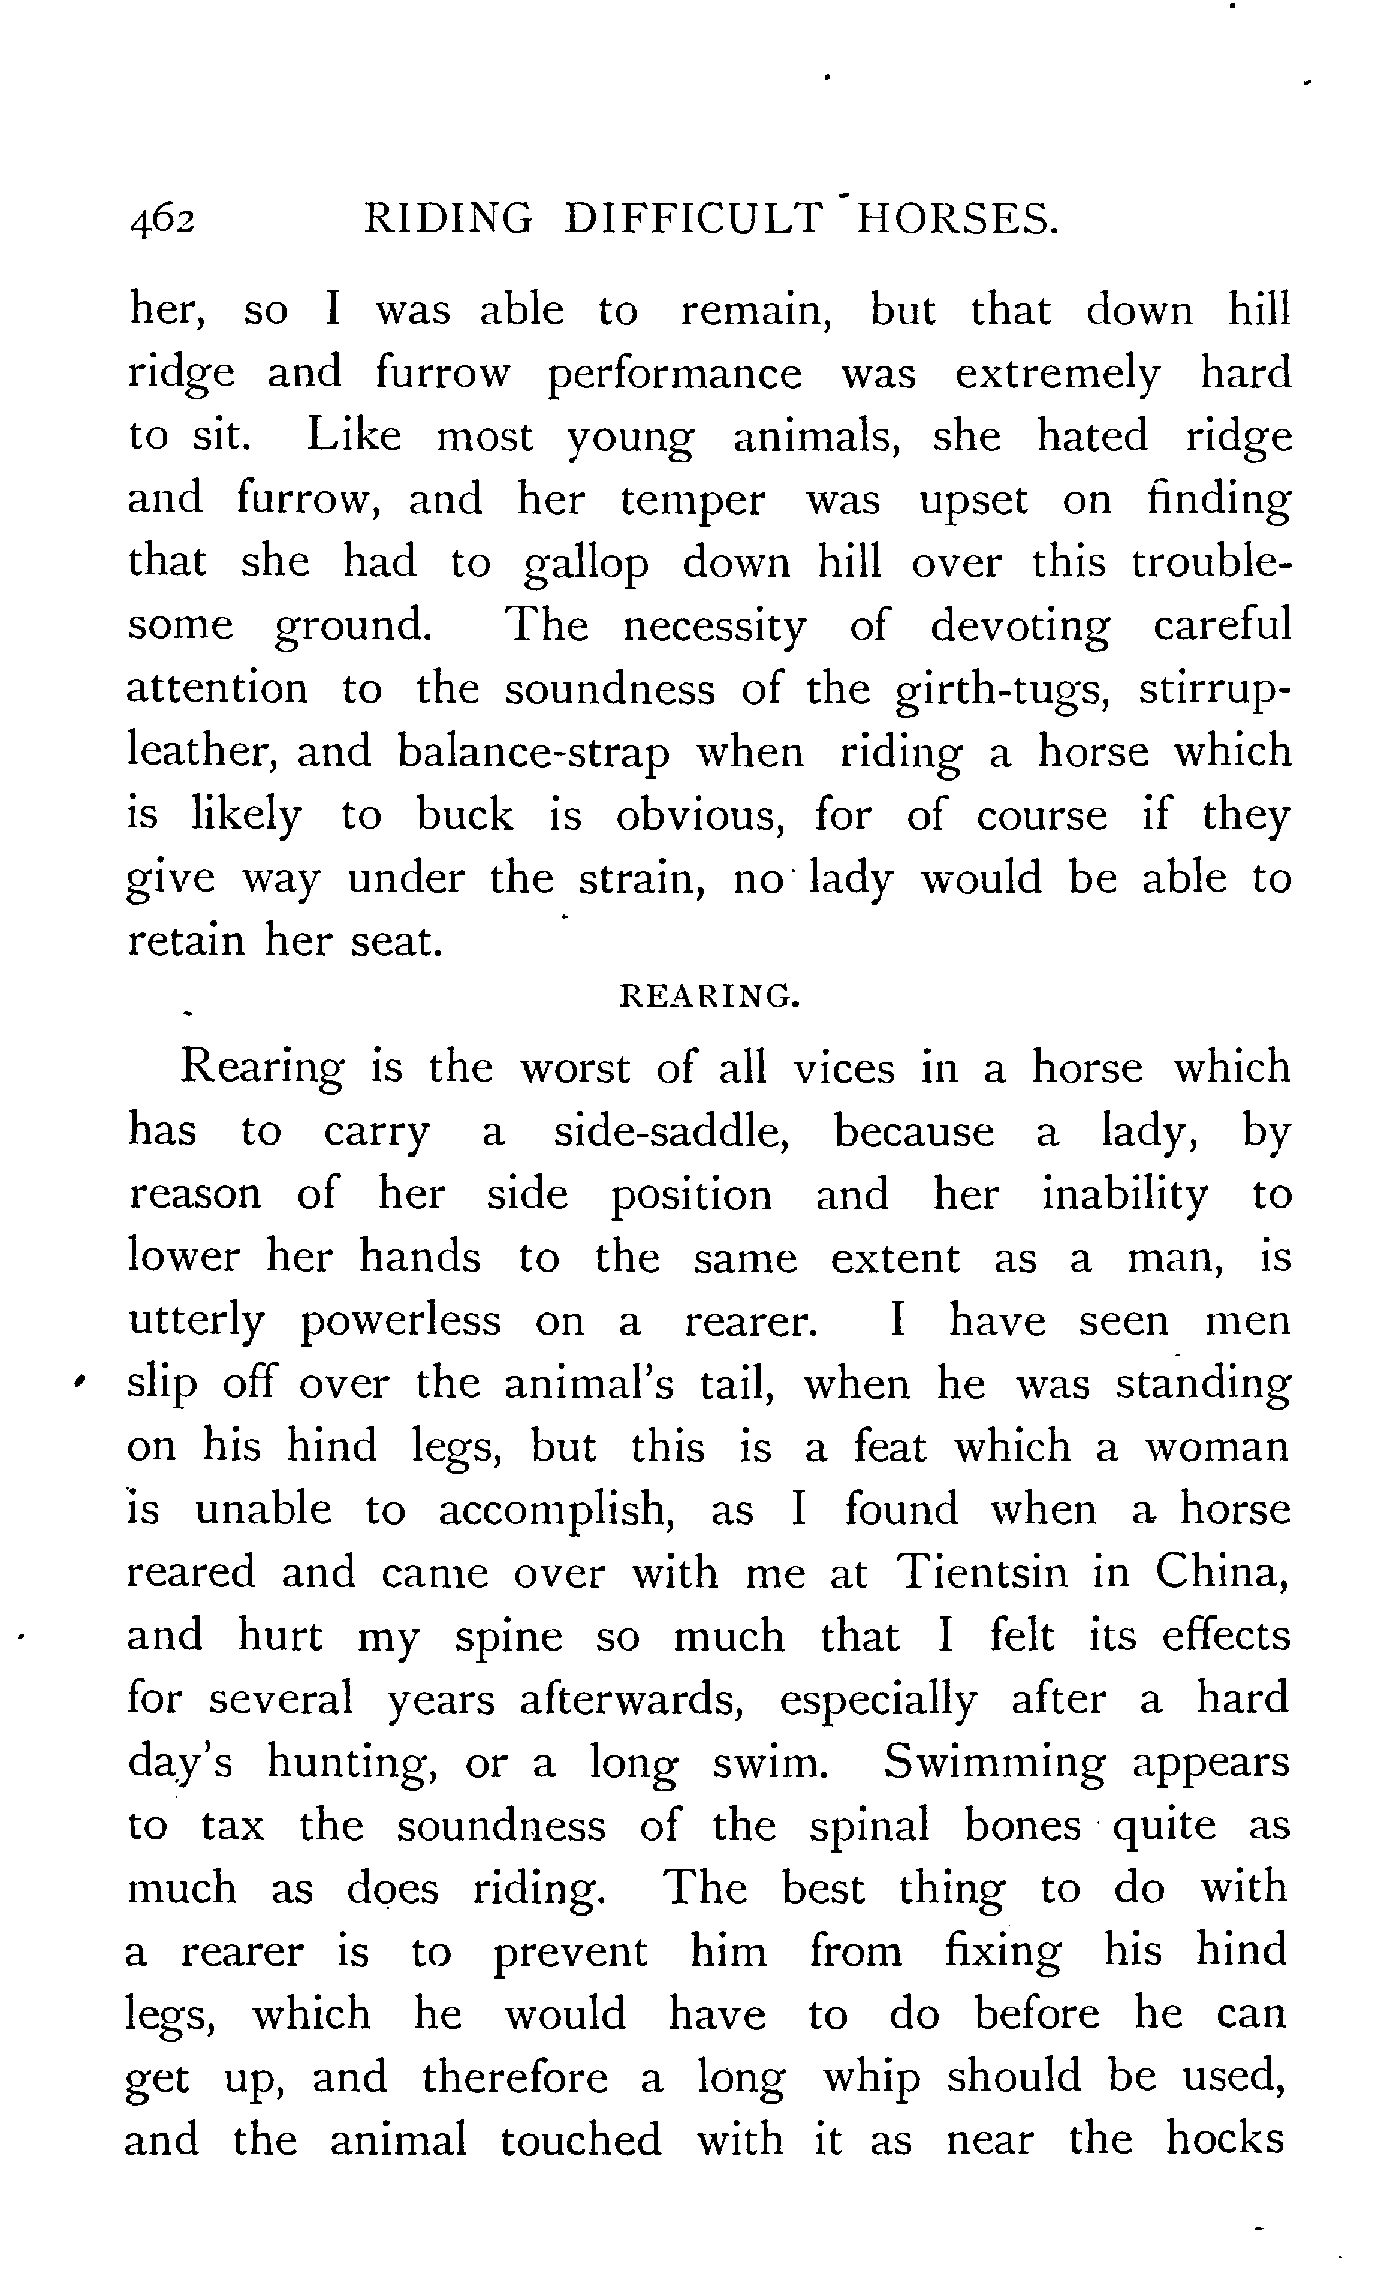 462 RIDING DIFFICULT HORSES.
her, so I was able to remain, but that down hill
ridge and furrow performance was extremely hard
to sit. Like most young animals, she hated ridge
and furrow, and her temper was upset on finding
that she had to gallop down hill over this trouble-
some ground. The necessity of devoting careful
attention to the soundness of the girth-tugs, stirrup-
leather, and balance-strap when riding a horse which
is likely to buck is obvious, for of course if they
give way under the strain, no lady would be able to
retain her seat.
REARING.
Rearing is the worst of all vices in a horse which
has to carry a side-saddle, because a lady, by
reason of her side position and her inability to
lower her hands to the same extent as a man, is
utterly powerless on a rearer. I have seen men
slip off over the animal's tail, when he was standing
on his hind legs, but this is a feat which a woman
is unable to accomplish, as I found when a horse
reared and came over with me at Tientsin in China,
and hurt my spine so much that I felt its effects
for several years afterwards, especially after a hard
day's hunting, or a long swim. Swimming appears
to tax the soundness of the spinal bones quite as
much as does riding. The best thing to do with
a rearer is to prevent him from fixing his hind
legs, which he would have to do before he can
get up, and therefore a long whip should be used,
and the animal touched with it as near the hocks